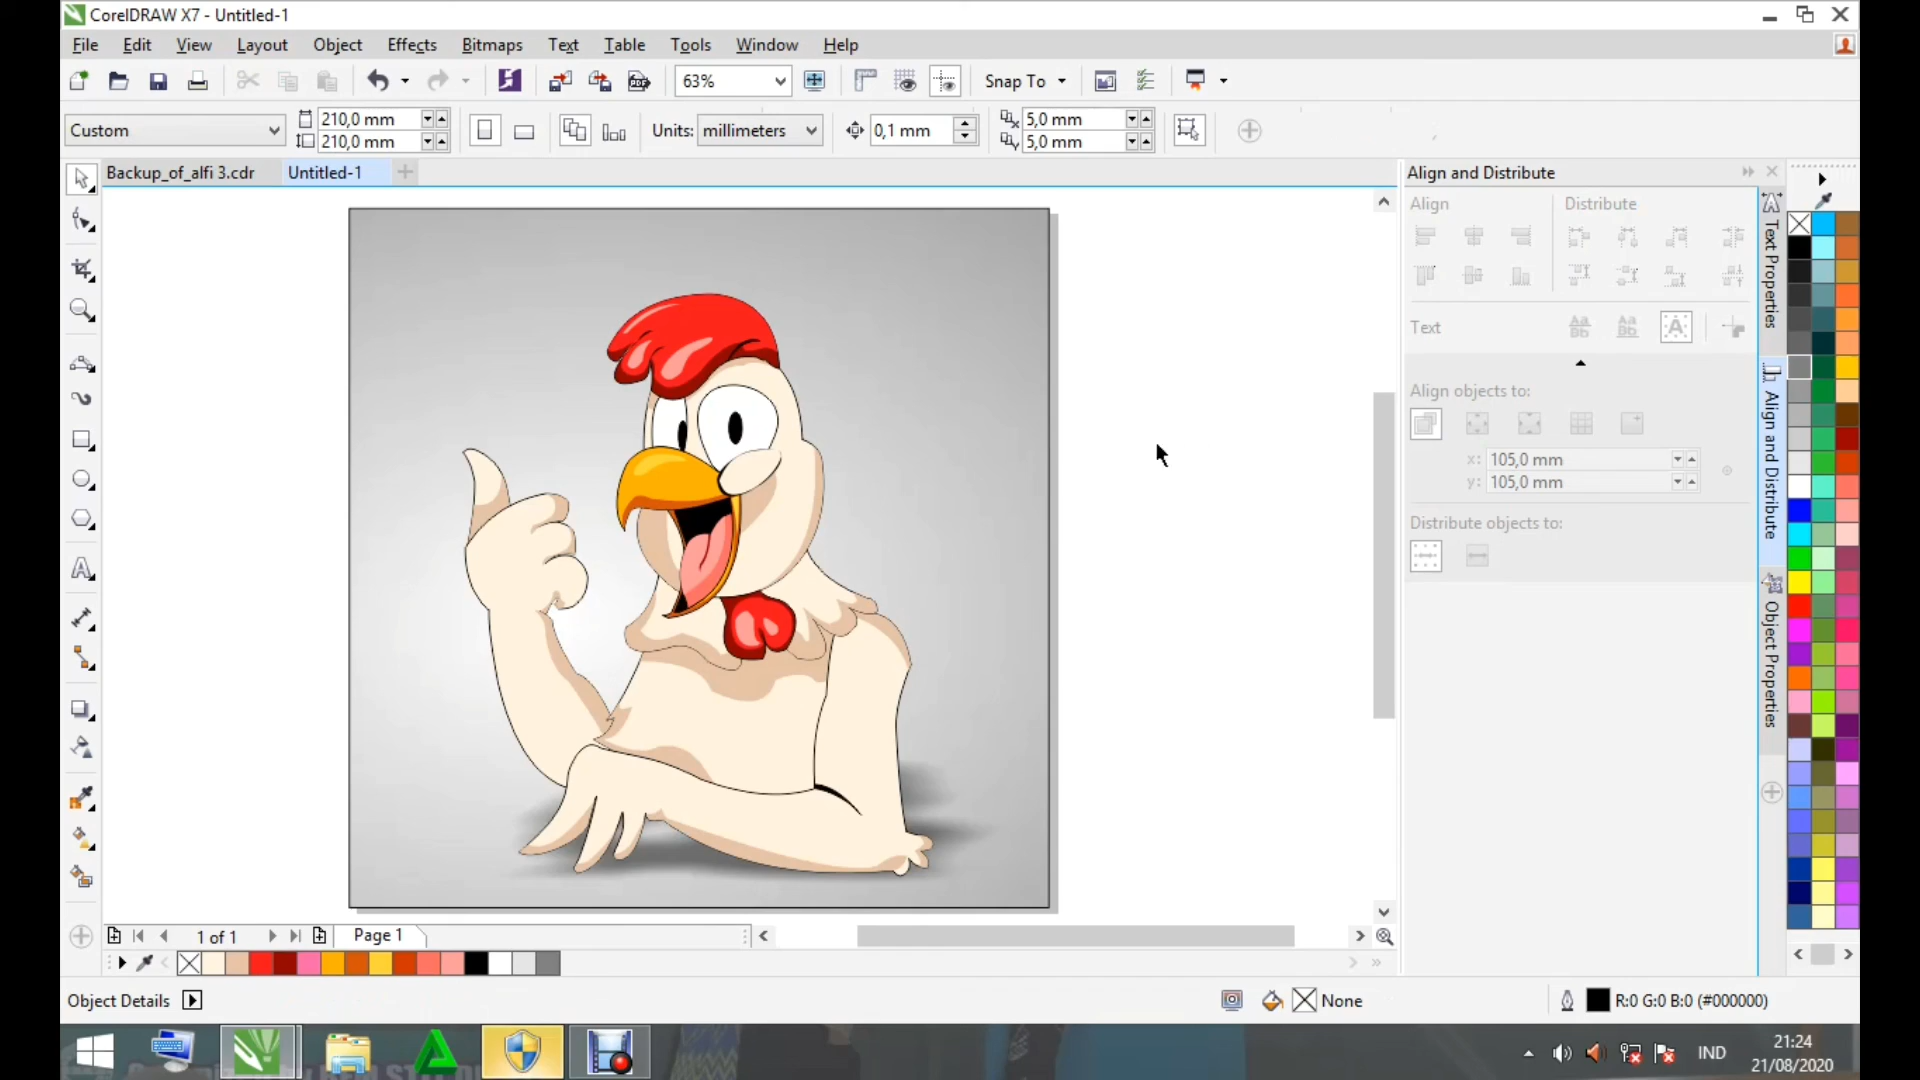 CorelDRAW X7 - Untitled-1
File Edit View Layout Object Effects Bitmaps Text Table Tools Window Help
63% Snap To
Custom 210,0 mm 210,0 mm Units: millimeters 0,1 mm 5,0 mm 5,0 mm
Backup_of_alfi 3.cdr Untitled-1
Align and Distribute
Align Distribute
Text
Align objects to:
x: 105,0 mm
y: 105,0 mm
Distribute objects to:
Text Properties
Align and Distribute
Object Properties
1 of 1 Page 1
Object Details None R:0 G:0 B:0 (#000000)
IND 21:24
21/08/2020